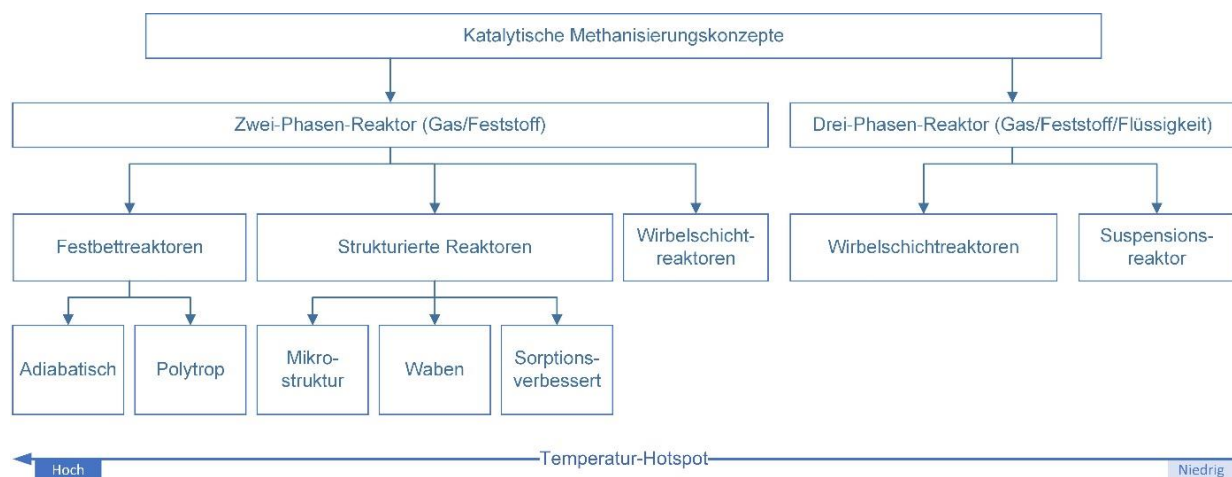 Katalytische Methanisierungskonzepte
Zwei-Phasen-Reaktor (Gas/Feststoff)
Drei-Phasen-Reaktor (Gas/Feststoff/Flüssigkeit)
Festbettreaktoren
Strukturierte Reaktoren
Wirbelschicht-
reaktoren
Wirbelschichtreaktoren
Suspensions-
reaktor
Adiabatisch
Polytrop
Mikro-
struktur
Waben
Sorptions-
verbessert
Temperatur-Hotspot
Hoch
Niedrig